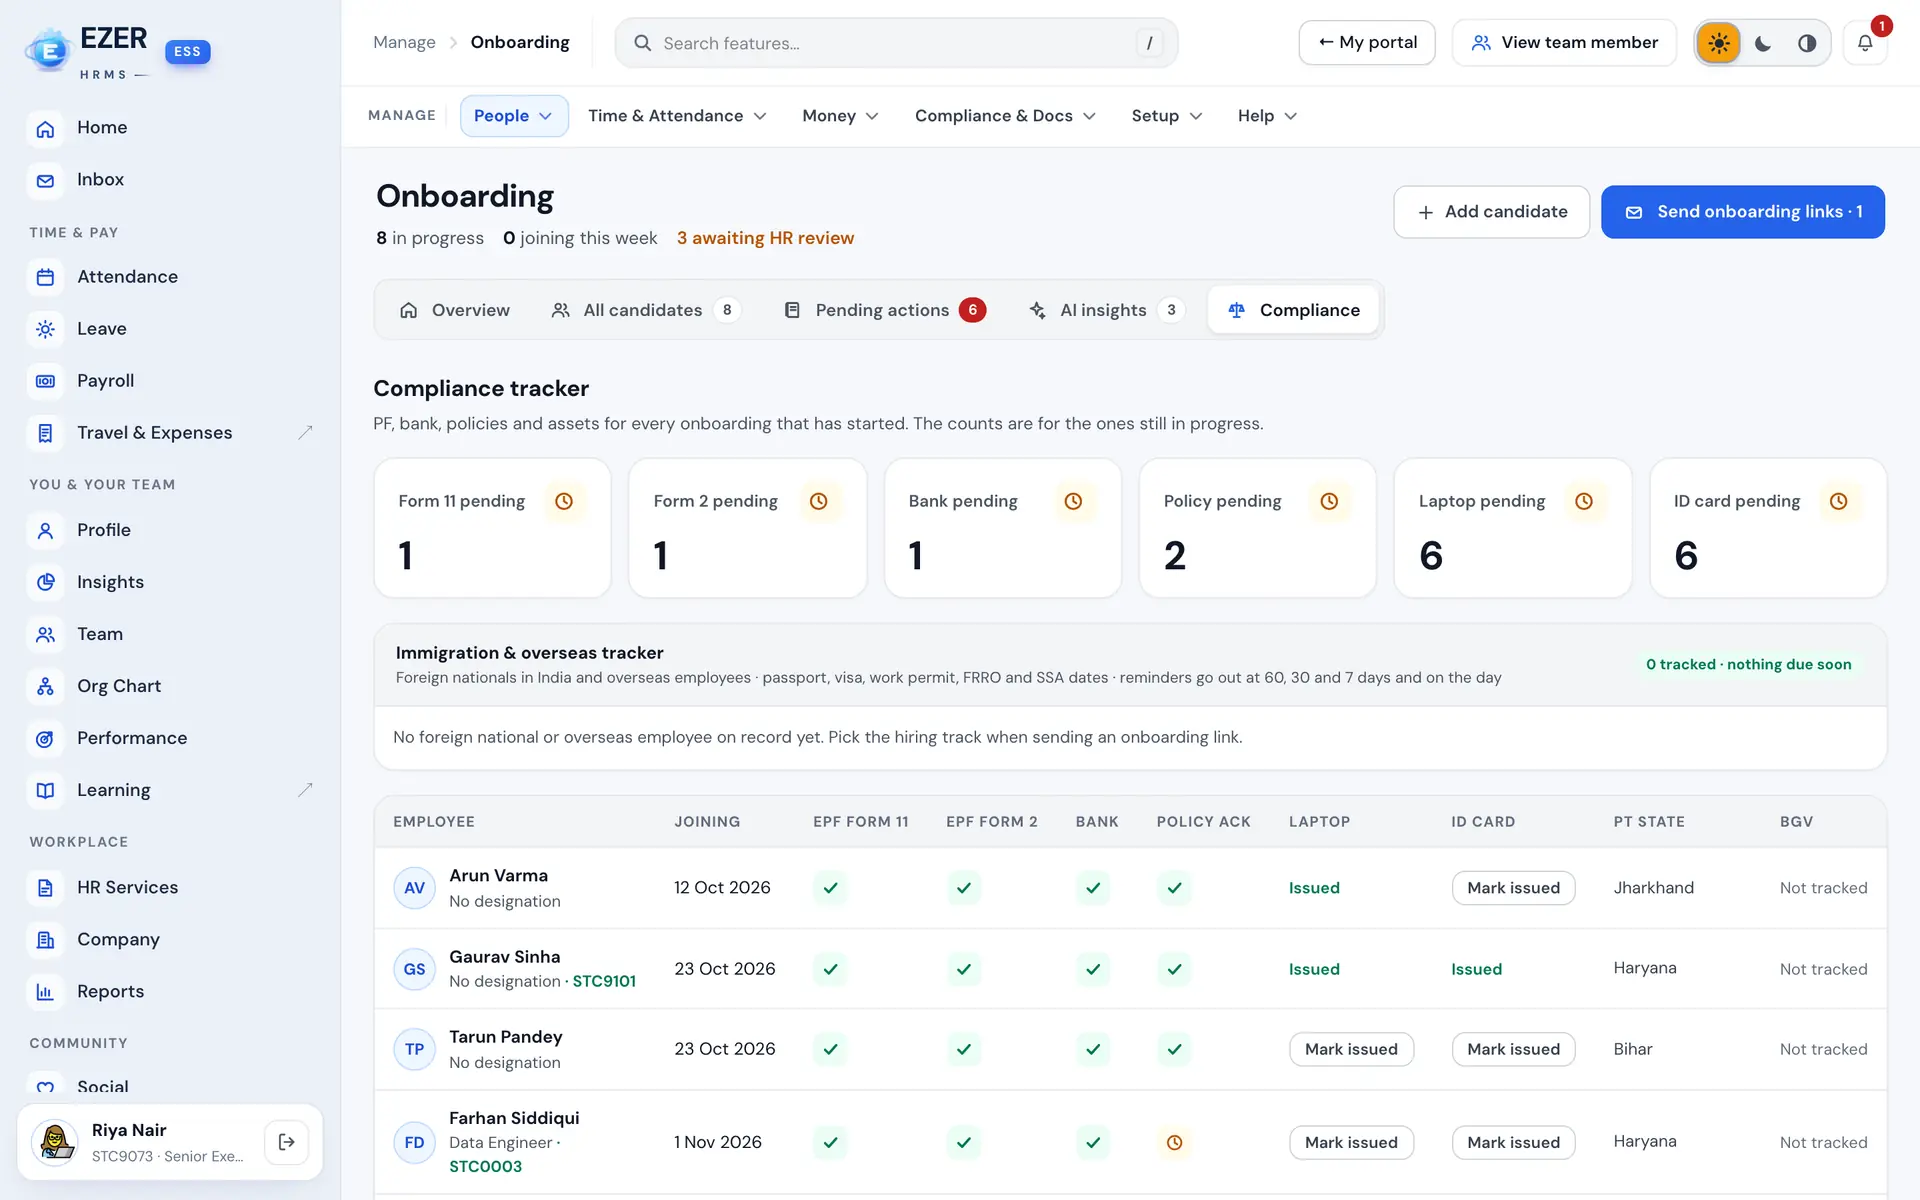 EZER
HRMS
ESS
Home
Inbox
TIME & PAY
Attendance
Leave
Payroll
Travel & Expenses
YOU & YOUR TEAM
Profile
Insights
Team
Org Chart
Performance
Learning
WORKPLACE
HR Services
Company
Reports
COMMUNITY
Social
Riya Nair
STC9073 · Senior Exe...
Manage > Onboarding
Search features...
/
← My portal
View team member
1
MANAGE
People
Time & Attendance
Money
Compliance & Docs
Setup
Help
Onboarding
8 in progress 0 joining this week 3 awaiting HR review
+ Add candidate
Send onboarding links · 1
Overview
All candidates 8
Pending actions 6
AI insights 3
Compliance
Compliance tracker
PF, bank, policies and assets for every onboarding that has started. The counts are for the ones still in progress.
Form 11 pending
1
Form 2 pending
1
Bank pending
1
Policy pending
2
Laptop pending
6
ID card pending
6
Immigration & overseas tracker
Foreign nationals in India and overseas employees · passport, visa, work permit, FRRO and SSA dates · reminders go out at 60, 30 and 7 days and on the day
0 tracked · nothing due soon
No foreign national or overseas employee on record yet. Pick the hiring track when sending an onboarding link.
EMPLOYEE JOINING EPF FORM 11 EPF FORM 2 BANK POLICY ACK LAPTOP ID CARD PT STATE BGV
AV Arun Varma
No designation
12 Oct 2026 Issued Mark issued Jharkhand Not tracked
GS Gaurav Sinha
No designation · STC9101
23 Oct 2026 Issued Issued Haryana Not tracked
TP Tarun Pandey
No designation
23 Oct 2026 Mark issued Mark issued Bihar Not tracked
FD Farhan Siddiqui
Data Engineer ·
STC0003
1 Nov 2026 Mark issued Mark issued Haryana Not tracked